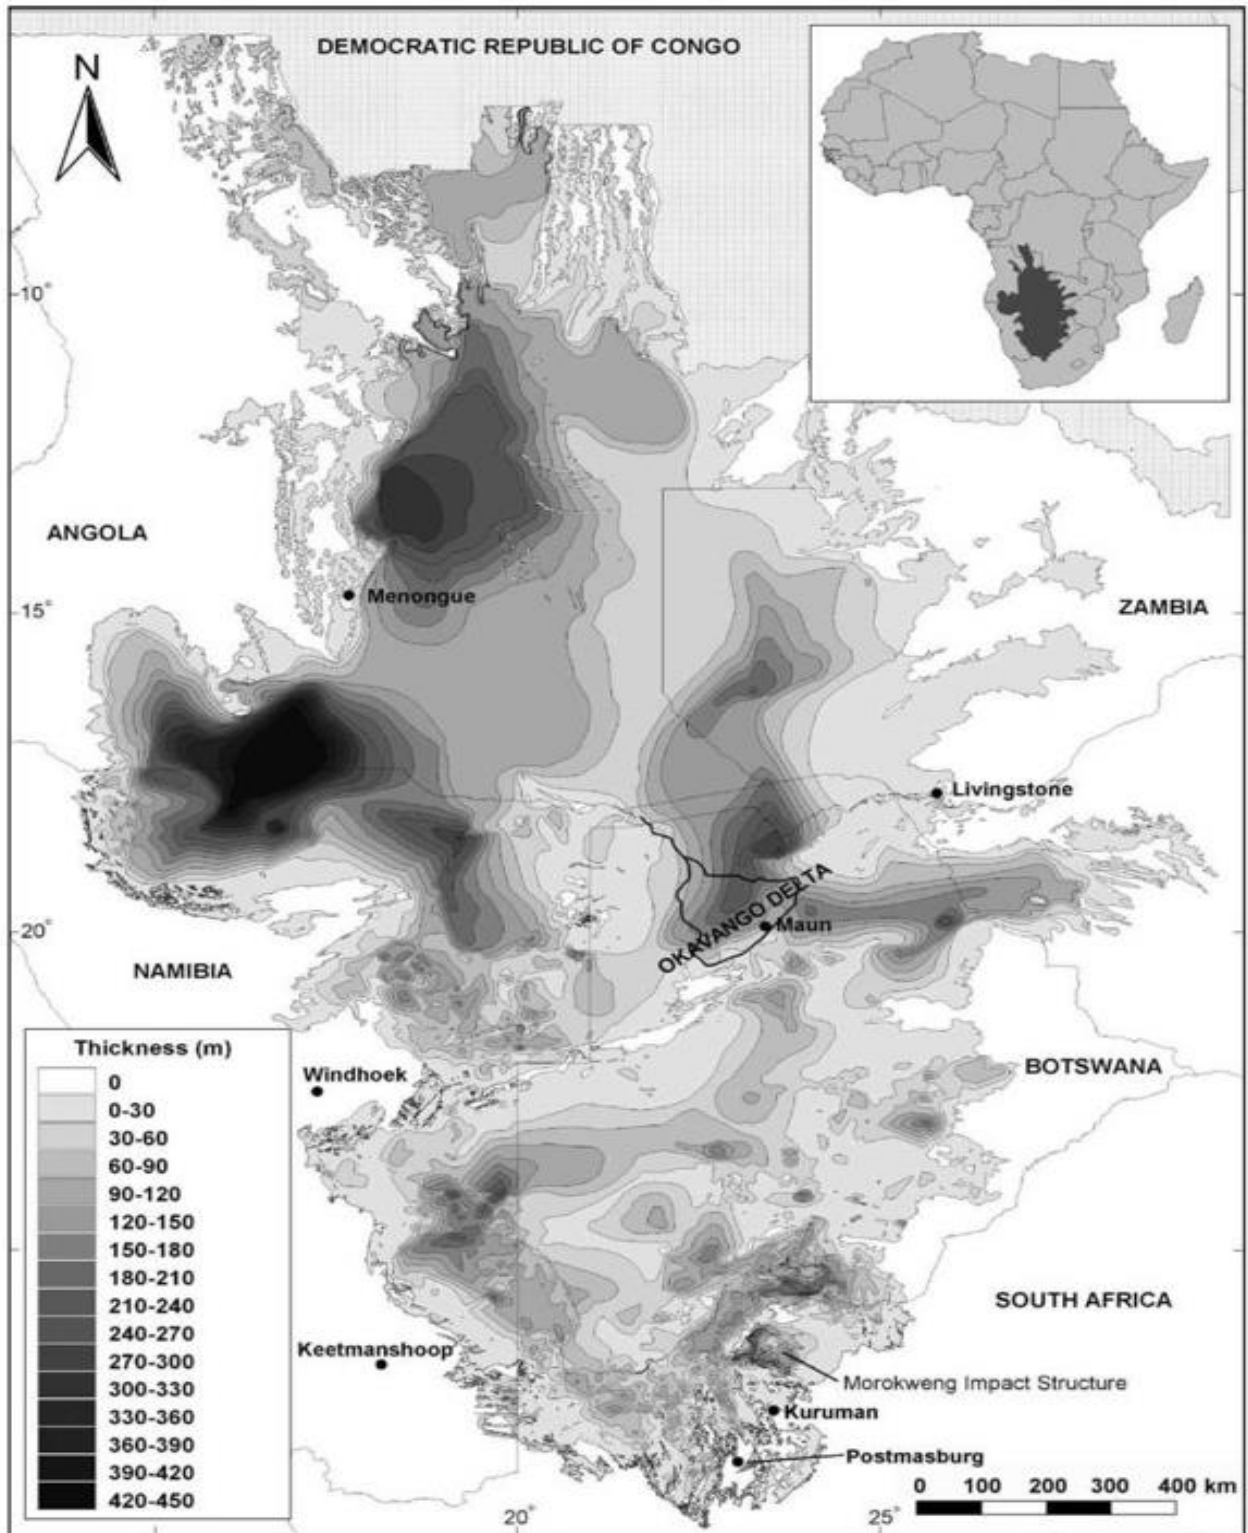 DEMOCRATIC REPUBLIC OF CONGO
N
10°
ANGOLA
Menongue
15°
ZAMBIA
Livingstone
OKAVANGO DELTA
Maun
20°
NAMIBIA
Thickness (m)
0
0-30
30-60
60-90
90-120
120-150
150-180
180-210
210-240
240-270
270-300
300-330
330-360
360-390
390-420
420-450
Windhoek
BOTSWANA
SOUTH AFRICA
Keetmanshoop
Morokweng Impact Structure
Kuruman
Postmasburg
0 100 200 300 400 km
20°
25°